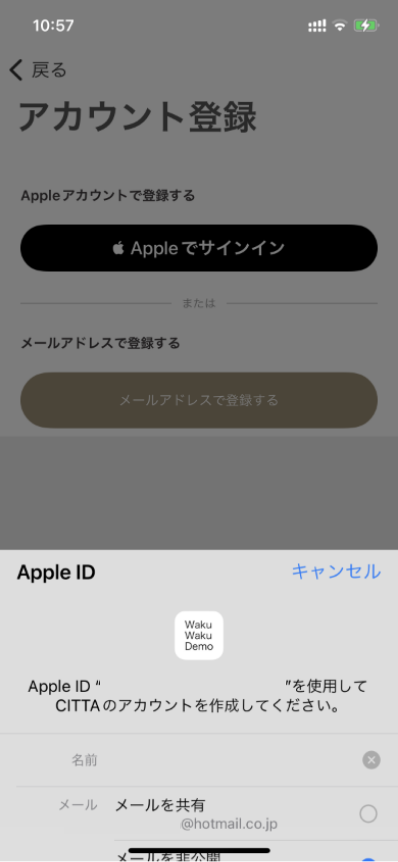 10:57
戻る
アカウント登録
Appleアカウントで登録する
Appleでサインイン
または
メールアドレスで登録する
メールアドレスで登録する
Apple ID
キャンセル
Waku
Waku
Demo
Apple ID “ ”を使用して
CITTAのアカウントを作成してください。
名前
メール
メールを共有
@hotmail.co.jp
メールを非公開